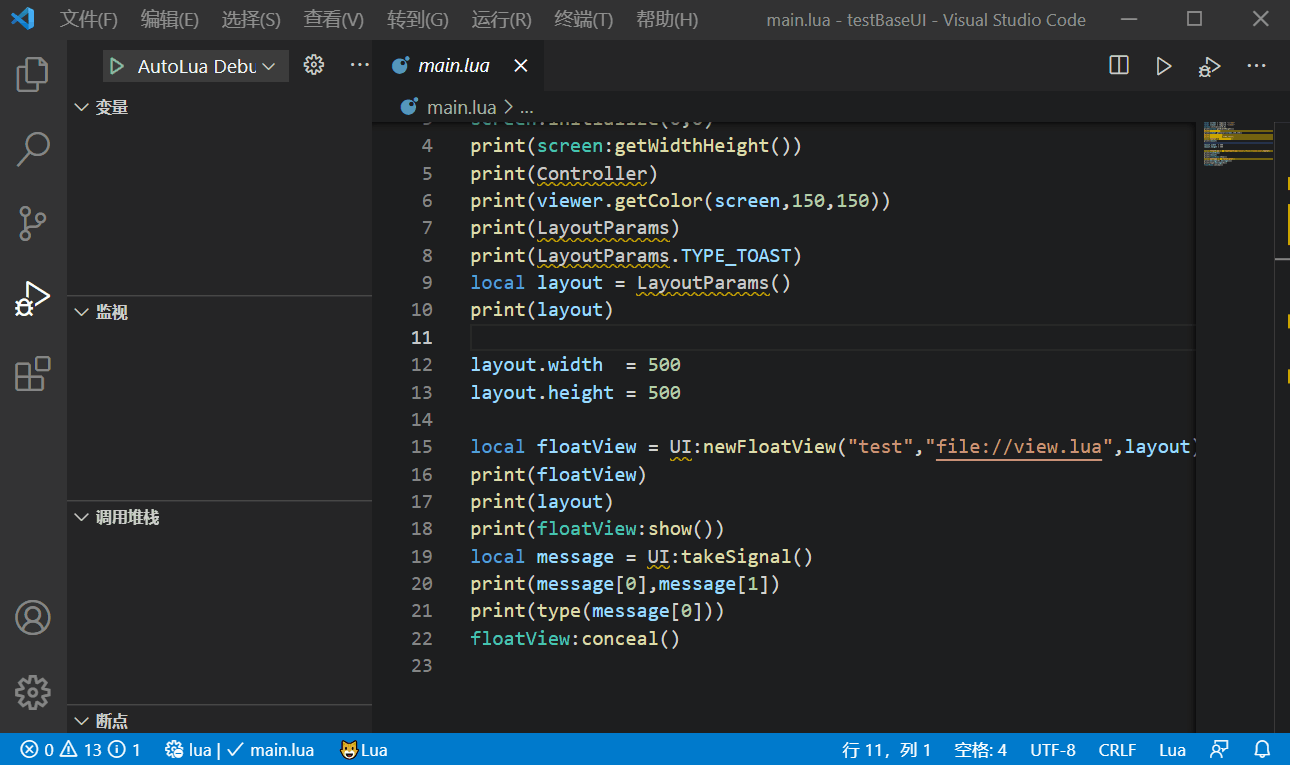 文件(F) 编辑(E) 选择(S) 查看(V) 转到(G) 运行(R) 终端(T) 帮助(H) main.lua - testBaseUI - Visual Studio Code
AutoLua Debu
变量
监视
调用堆栈
断点
main.lua
main.lua > ...
3 screen:initialize(0,0)
4 print(screen:getWidthHeight())
5 print(Controller)
6 print(viewer.getColor(screen,150,150))
7 print(LayoutParams)
8 print(LayoutParams.TYPE_TOAST)
9 local layout = LayoutParams()
10 print(layout)
11
12 layout.width  = 500
13 layout.height = 500
14
15 local floatView = UI:newFloatView("test","file://view.lua",layout)
16 print(floatView)
17 print(layout)
18 print(floatView:show())
19 local message = UI:takeSignal()
20 print(message[0],message[1])
21 print(type(message[0]))
22 floatView:conceal()
23
0 13 1 lua | main.lua Lua 行 11，列 1 空格: 4 UTF-8 CRLF Lua